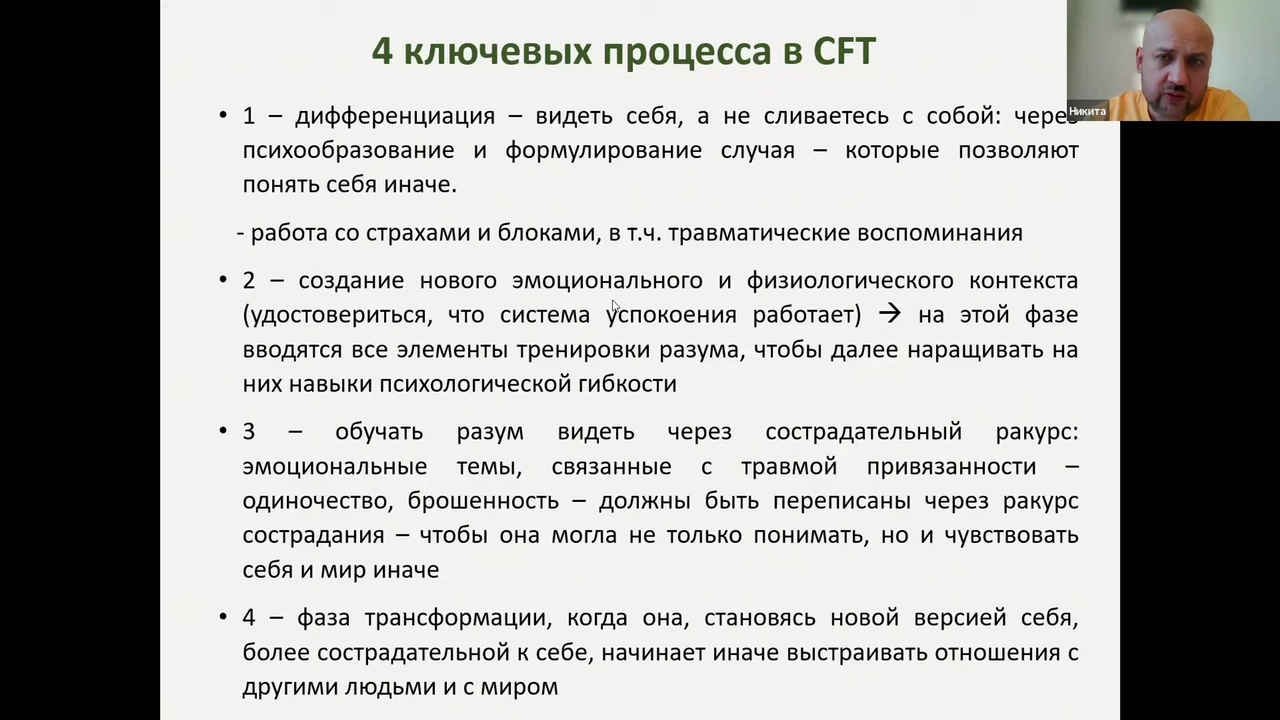 4 ключевых процесса в CFT
Никита
• 1 – дифференциация – видеть себя, а не сливаетесь с собой: через
психообразование и формулирование случая – которые позволяют
понять себя иначе.
- работа со страхами и блоками, в т.ч. травматические воспоминания
• 2 – создание нового эмоционального и физиологического контекста
(удостовериться, что система успокоения работает) → на этой фазе
вводятся все элементы тренировки разума, чтобы далее наращивать на
них навыки психологической гибкости
• 3 – обучать разум видеть через сострадательный ракурс:
эмоциональные темы, связанные с травмой привязанности –
одиночество, брошенность – должны быть переписаны через ракурс
сострадания – чтобы она могла не только понимать, но и чувствовать
себя и мир иначе
• 4 – фаза трансформации, когда она, становясь новой версией себя,
более сострадательной к себе, начинает иначе выстраивать отношения с
другими людьми и с миром